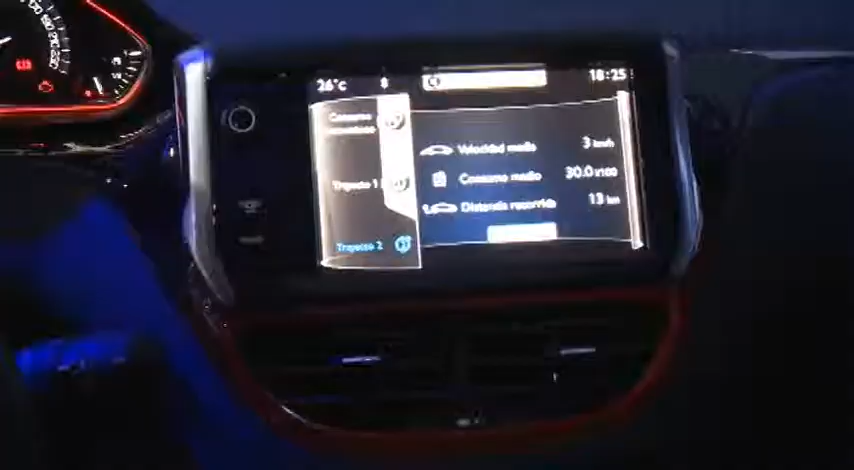 26°C
18:25
Consumo
instantáneo
Trayecto 1
Trayecto 2
Velocidad media 3 km/h
Consumo medio 30.0 l/100
Distancia recorrida 13 km